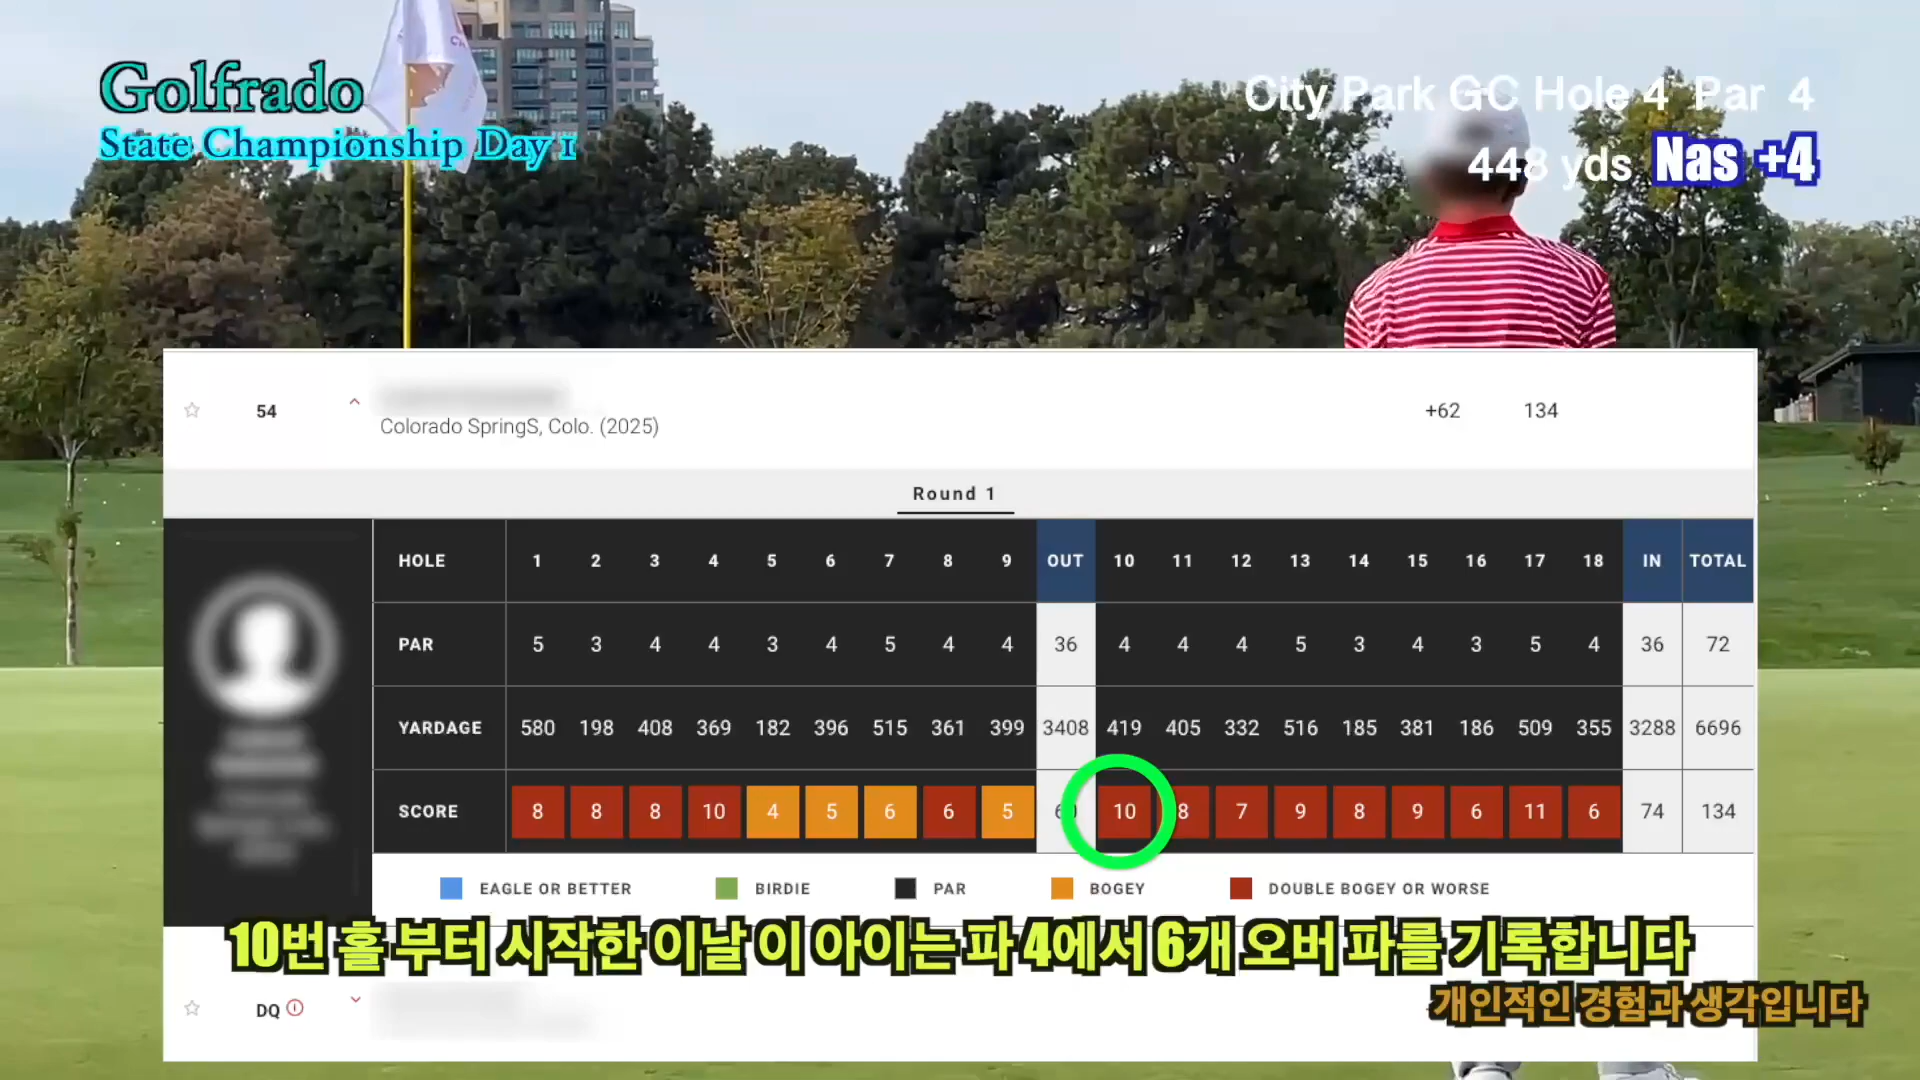 Golfrado
State Championship Day 1
City Park GC Hole 4 Par 4
448 yds Nas +4
54
Colorado SpringS, Colo. (2025)
+62 134
Round 1
HOLE 1 2 3 4 5 6 7 8 9 OUT 10 11 12 13 14 15 16 17 18 IN TOTAL
PAR 5 3 4 4 3 4 5 4 4 36 4 4 4 5 3 4 3 5 4 36 72
YARDAGE 580 198 408 369 182 396 515 361 399 3408 419 405 332 516 185 381 186 509 355 3288 6696
SCORE 8 8 8 10 4 5 6 6 5 60 10 8 7 9 8 9 6 11 6 74 134
EAGLE OR BETTER BIRDIE PAR BOGEY DOUBLE BOGEY OR WORSE
10번 홀 부터 시작한 이날 이 아이는 파 4에서 6개 오버 파를 기록합니다
DQ
개인적인 경험과 생각입니다